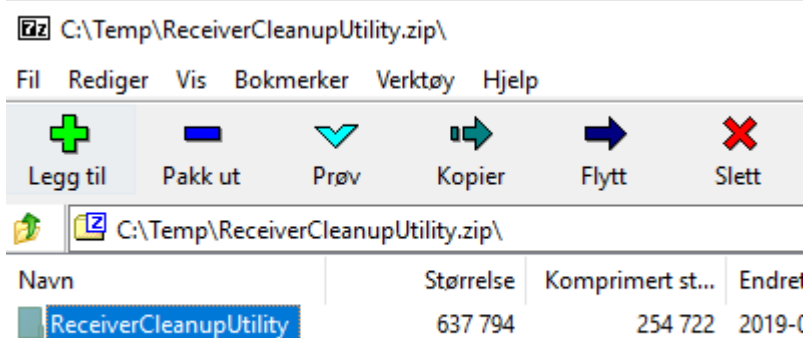 7z C:\Temp\ReceiverCleanupUtility.zip\
Fil Rediger Vis Bokmerker Verktøy Hjelp
Legg til Pakk ut Prøv Kopier Flytt Slett
C:\Temp\ReceiverCleanupUtility.zip\
Navn Størrelse Komprimert st... Endret
ReceiverCleanupUtility 637 794 254 722 2019-0